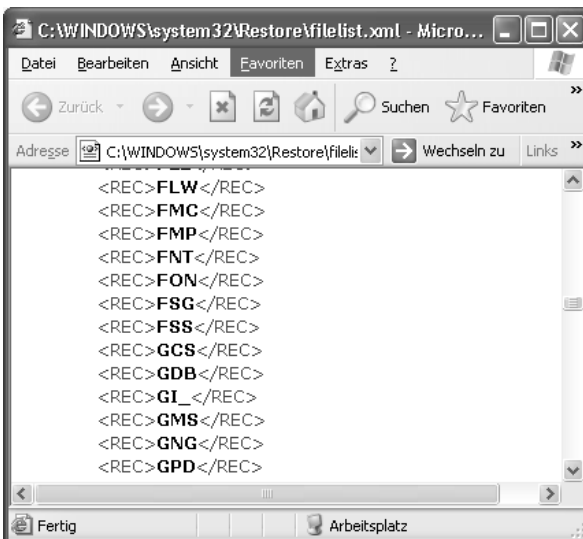 C:\WINDOWS\system32\Restore\filelist.xml - Micro...
Datei Bearbeiten Ansicht Favoriten Extras ?
Zurück Suchen Favoriten »
Adresse C:\WINDOWS\system32\Restore\filelis Wechseln zu Links »
<REC>FLW</REC>
<REC>FMC</REC>
<REC>FMP</REC>
<REC>FNT</REC>
<REC>FON</REC>
<REC>FSG</REC>
<REC>FSS</REC>
<REC>GCS</REC>
<REC>GDB</REC>
<REC>GI_</REC>
<REC>GMS</REC>
<REC>GNG</REC>
<REC>GPD</REC>
Fertig Arbeitsplatz